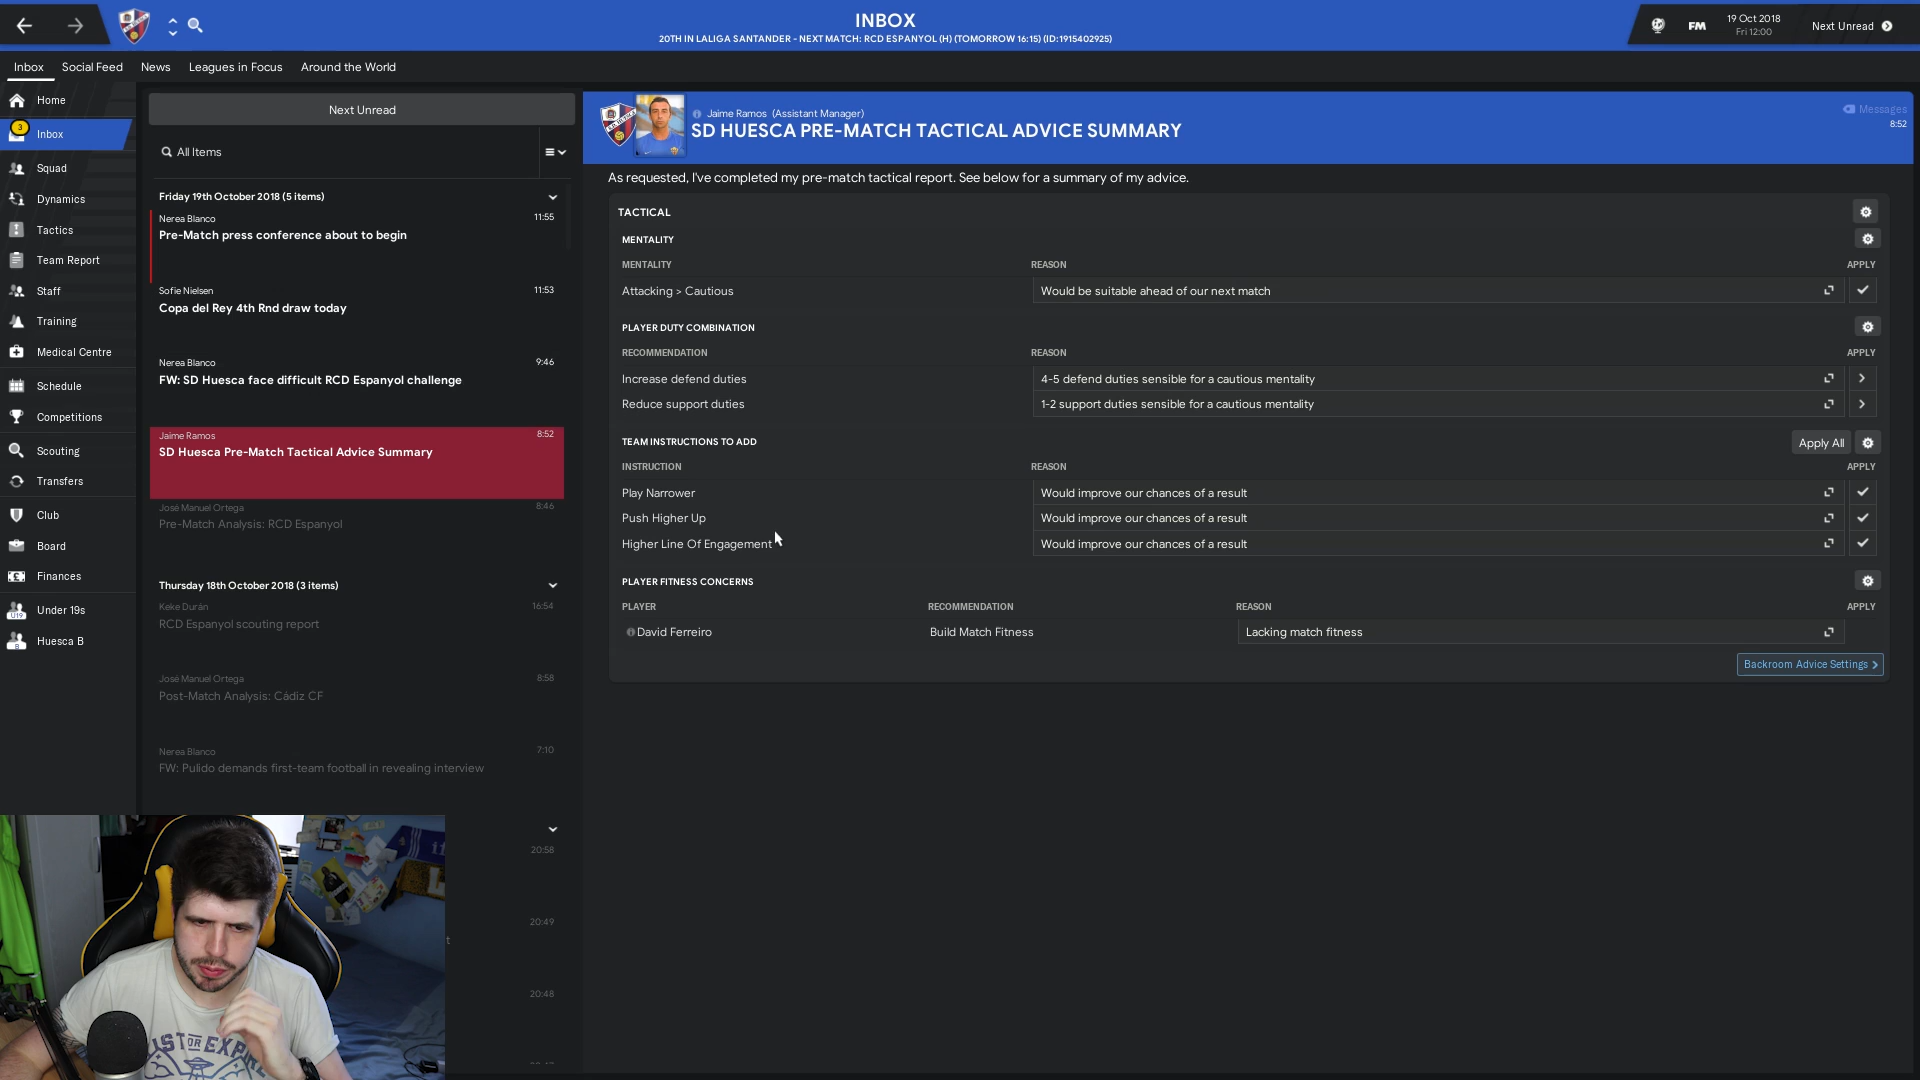 INBOX
20TH IN LALIGA SANTANDER - NEXT MATCH: RCD ESPANYOL (H) (TOMORROW 16:15) (ID:1915402925)
FM
19 Oct 2018
Fri 12:00
Next Unread
Inbox
Social Feed
News
Leagues in Focus
Around the World
Home
3
Inbox
Squad
Dynamics
Tactics
Team Report
Staff
Training
Medical Centre
Schedule
Competitions
Scouting
Transfers
Club
Board
Finances
U19
Under 19s
B
Huesca B
Next Unread
All Items
Friday 19th October 2018 (5 items)
Nerea Blanco 11:55
Pre-Match press conference about to begin
Sofie Nielsen 11:53
Copa del Rey 4th Rnd draw today
Nerea Blanco 9:46
FW: SD Huesca face difficult RCD Espanyol challenge
Jaime Ramos 8:52
SD Huesca Pre-Match Tactical Advice Summary
José Manuel Ortega 8:46
Pre-Match Analysis: RCD Espanyol
Thursday 18th October 2018 (3 items)
Keke Durán 16:54
RCD Espanyol scouting report
José Manuel Ortega 8:58
Post-Match Analysis: Cádiz CF
Nerea Blanco 7:10
FW: Pulido demands first-team football in revealing interview
20:58
20:49
t
20:48
Jaime Ramos (Assistant Manager)
SD HUESCA PRE-MATCH TACTICAL ADVICE SUMMARY
Messages
8:52
As requested, I've completed my pre-match tactical report. See below for a summary of my advice.
TACTICAL
MENTALITY
MENTALITY REASON APPLY
Attacking > Cautious Would be suitable ahead of our next match
PLAYER DUTY COMBINATION
RECOMMENDATION REASON APPLY
Increase defend duties 4-5 defend duties sensible for a cautious mentality
Reduce support duties 1-2 support duties sensible for a cautious mentality
TEAM INSTRUCTIONS TO ADD Apply All
INSTRUCTION REASON APPLY
Play Narrower Would improve our chances of a result
Push Higher Up Would improve our chances of a result
Higher Line Of Engagement Would improve our chances of a result
PLAYER FITNESS CONCERNS
PLAYER RECOMMENDATION REASON APPLY
David Ferreiro Build Match Fitness Lacking match fitness
Backroom Advice Settings >